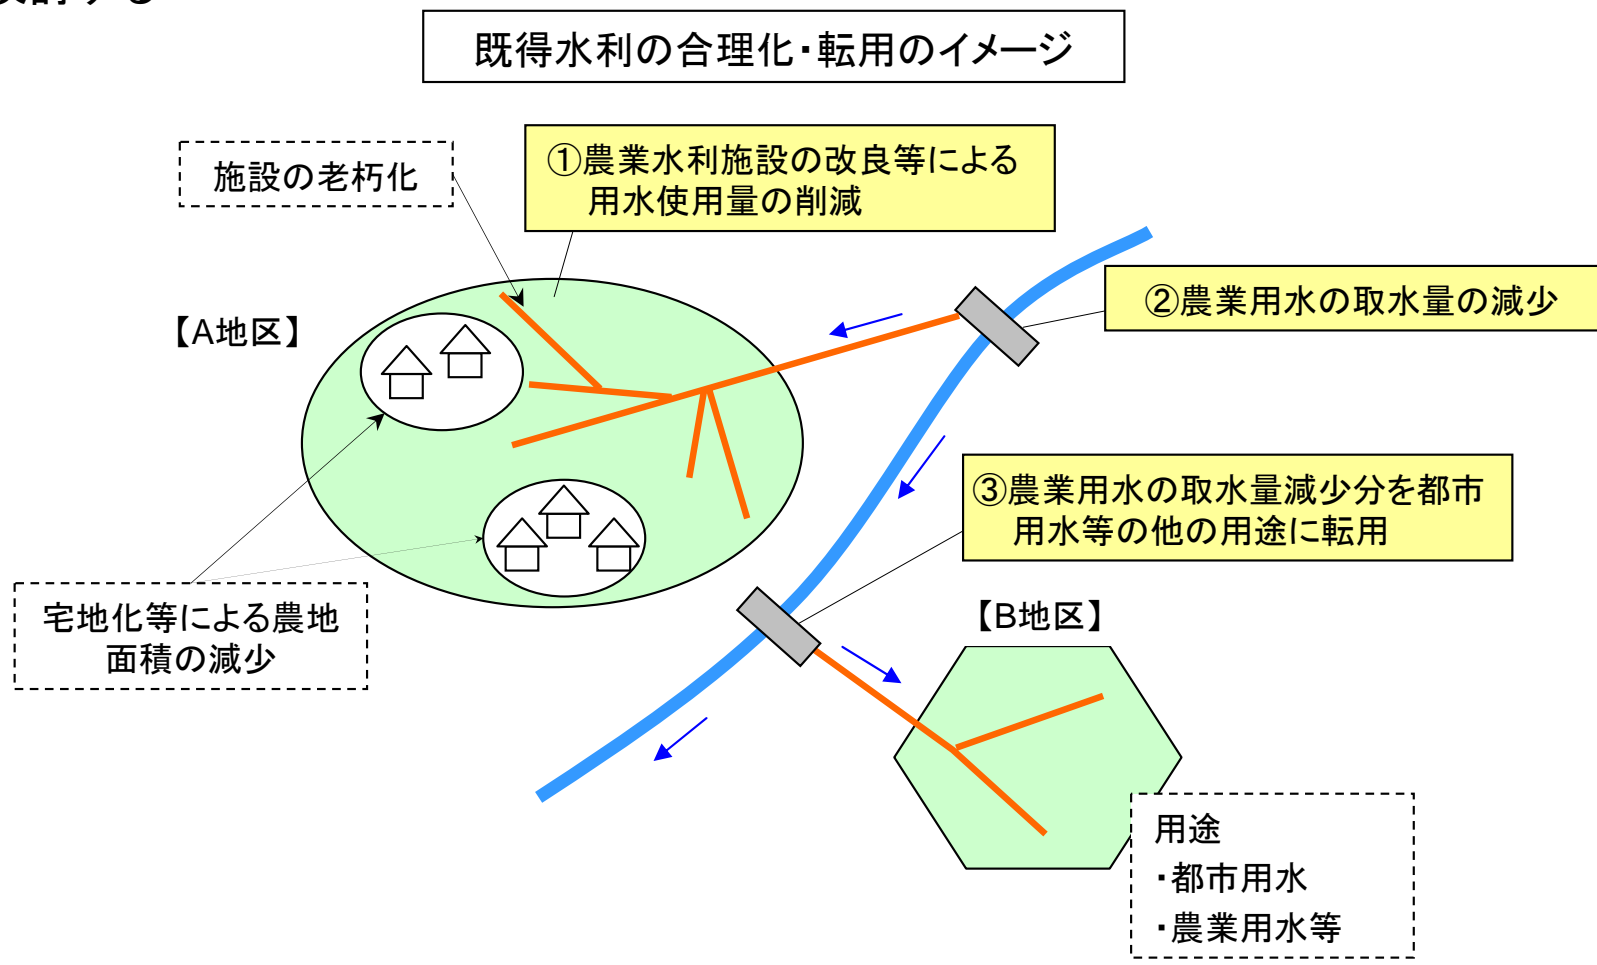 する
既得水利の合理化・転用のイメージ
施設の老朽化
①農業水利施設の改良等による
用水使用量の削減
②農業用水の取水量の減少
【A地区】
③農業用水の取水量減少分を都市
用水等の他の用途に転用
宅地化等による農地
面積の減少
【B地区】
用途
・都市用水
・農業用水等